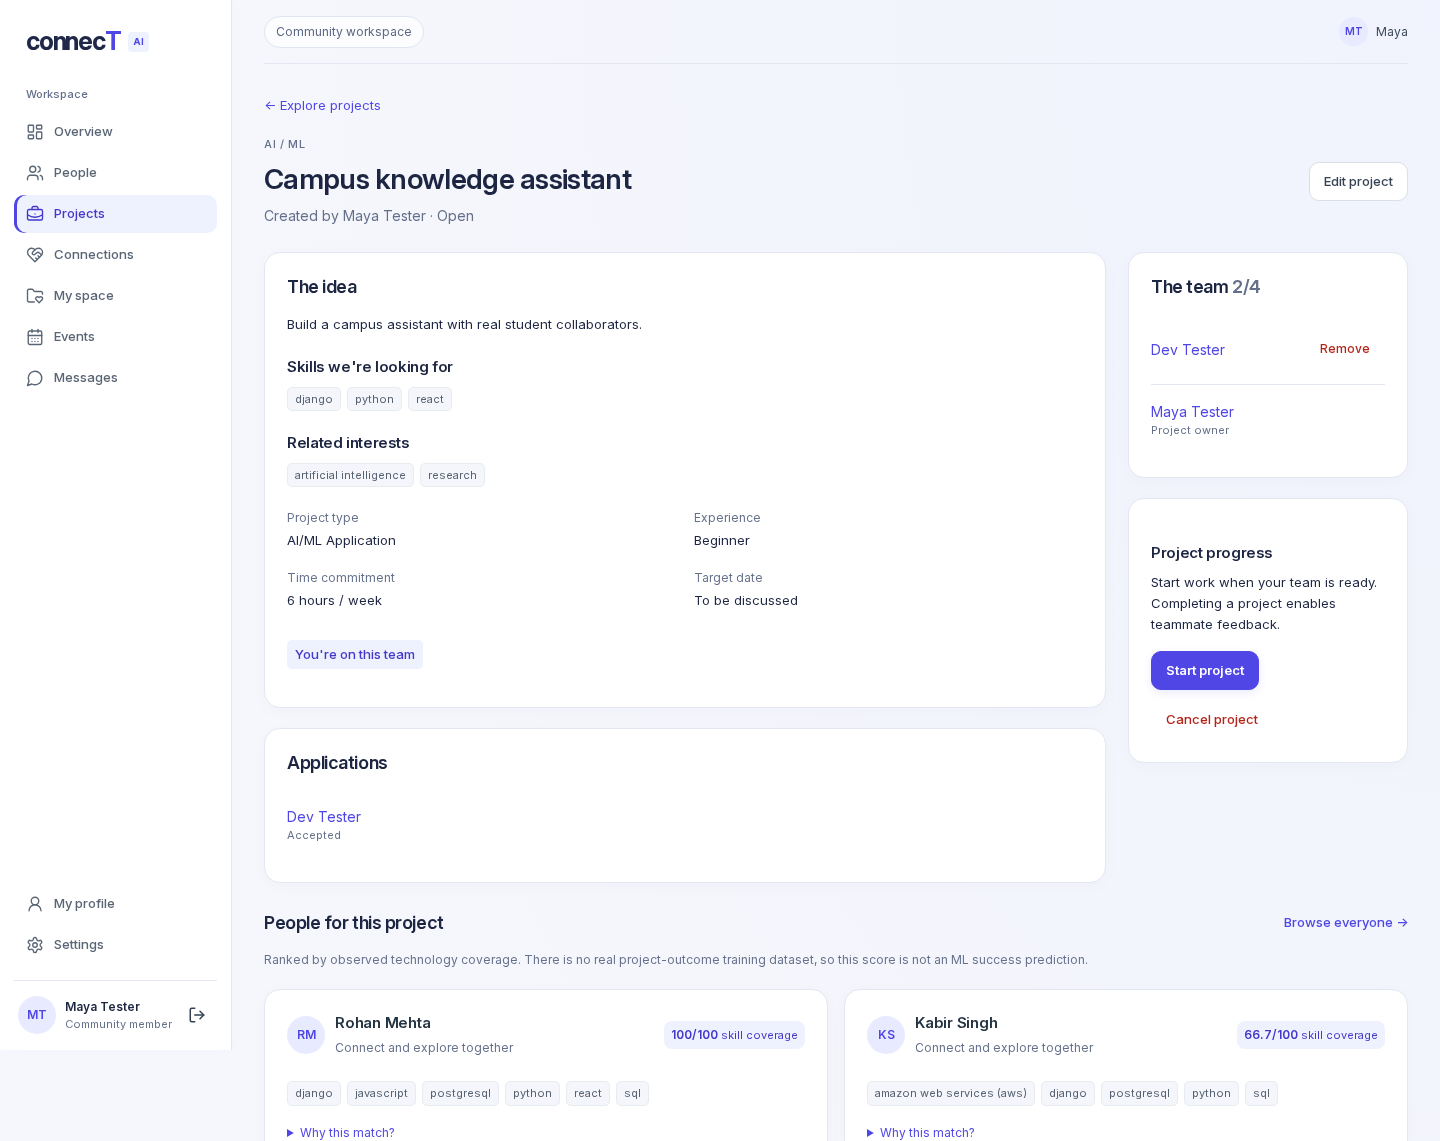 connecT AI
Workspace
Overview
People
Projects
Connections
My space
Events
Messages
My profile
Settings
MT
Maya Tester
Community member
Community workspace
MT Maya
← Explore projects
AI / ML
Campus knowledge assistant
Edit project
Created by Maya Tester · Open
The idea
Build a campus assistant with real student collaborators.
Skills we're looking for
django python react
Related interests
artificial intelligence research
Project type Experience
AI/ML Application Beginner
Time commitment Target date
6 hours / week To be discussed
You're on this team
Applications
Dev Tester
Accepted
The team 2/4
Dev Tester Remove
Maya Tester
Project owner
Project progress
Start work when your team is ready.
Completing a project enables
teammate feedback.
Start project
Cancel project
People for this project
Browse everyone →
Ranked by observed technology coverage. There is no real project-outcome training dataset, so this score is not an ML success prediction.
RM
Rohan Mehta
Connect and explore together
100/100 skill coverage
django javascript postgresql python react sql
▶ Why this match?
KS
Kabir Singh
Connect and explore together
66.7/100 skill coverage
amazon web services (aws) django postgresql python sql
▶ Why this match?